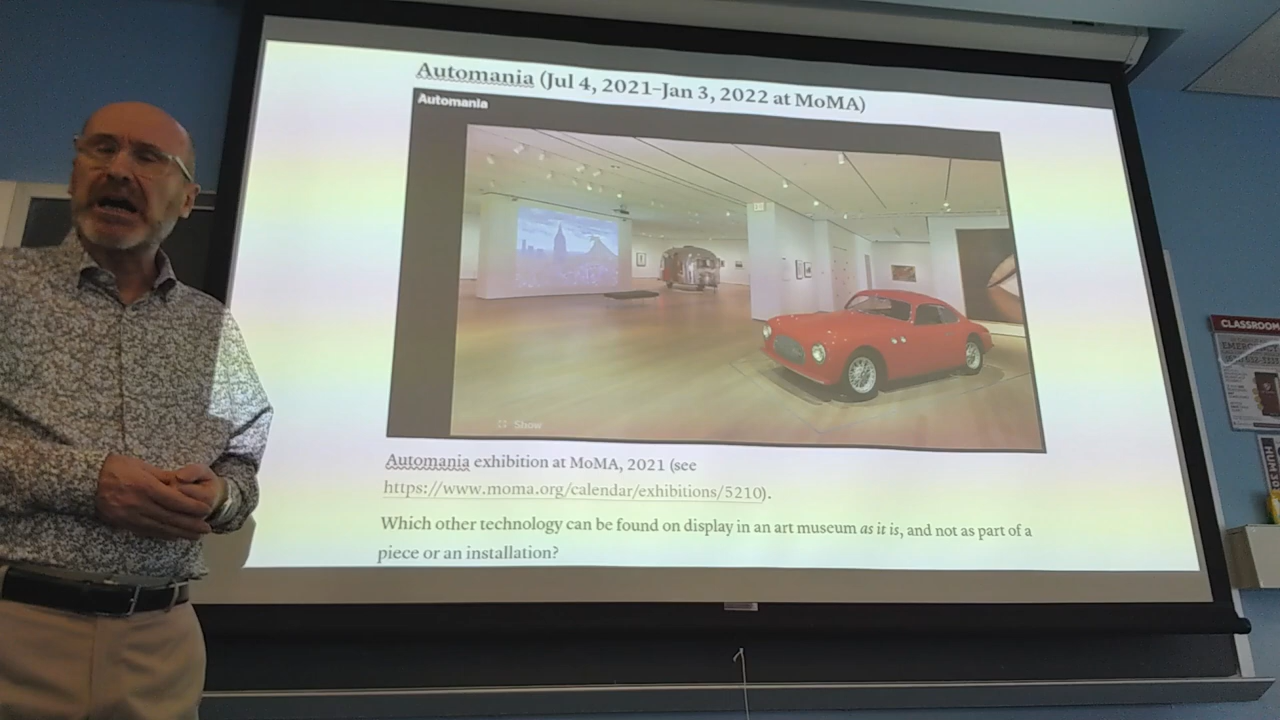 Automania (Jul 4, 2021–Jan 3, 2022 at MoMA)
Automania
Show
Automania exhibition at MoMA, 2021 (see
https://www.moma.org/calendar/exhibitions/5210).
Which other technology can be found on display in an art museum as it is, and not as part of a
piece or an installation?
CLASSROOM